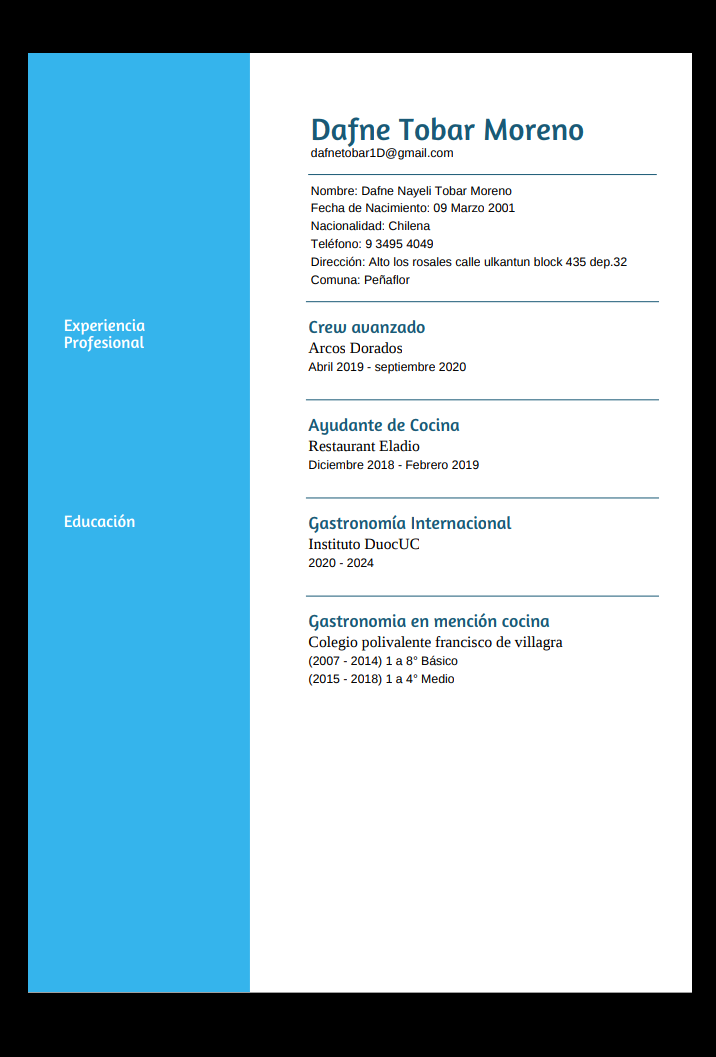 Dafne Tobar Moreno
dafnetobar1D@gmail.com
Nombre: Dafne Nayeli Tobar Moreno
Fecha de Nacimiento: 09 Marzo 2001
Nacionalidad: Chilena
Teléfono: 9 3495 4049
Dirección: Alto los rosales calle ulkantun block 435 dep.32
Comuna: Peñaflor
Experiencia
Profesional
Crew avanzado
Arcos Dorados
Abril 2019 - septiembre 2020
Ayudante de Cocina
Restaurant Eladio
Diciembre 2018 - Febrero 2019
Educación
Gastronomía Internacional
Instituto DuocUC
2020 - 2024
Gastronomia en mención cocina
Colegio polivalente francisco de villagra
(2007 - 2014) 1 a 8° Básico
(2015 - 2018) 1 a 4° Medio